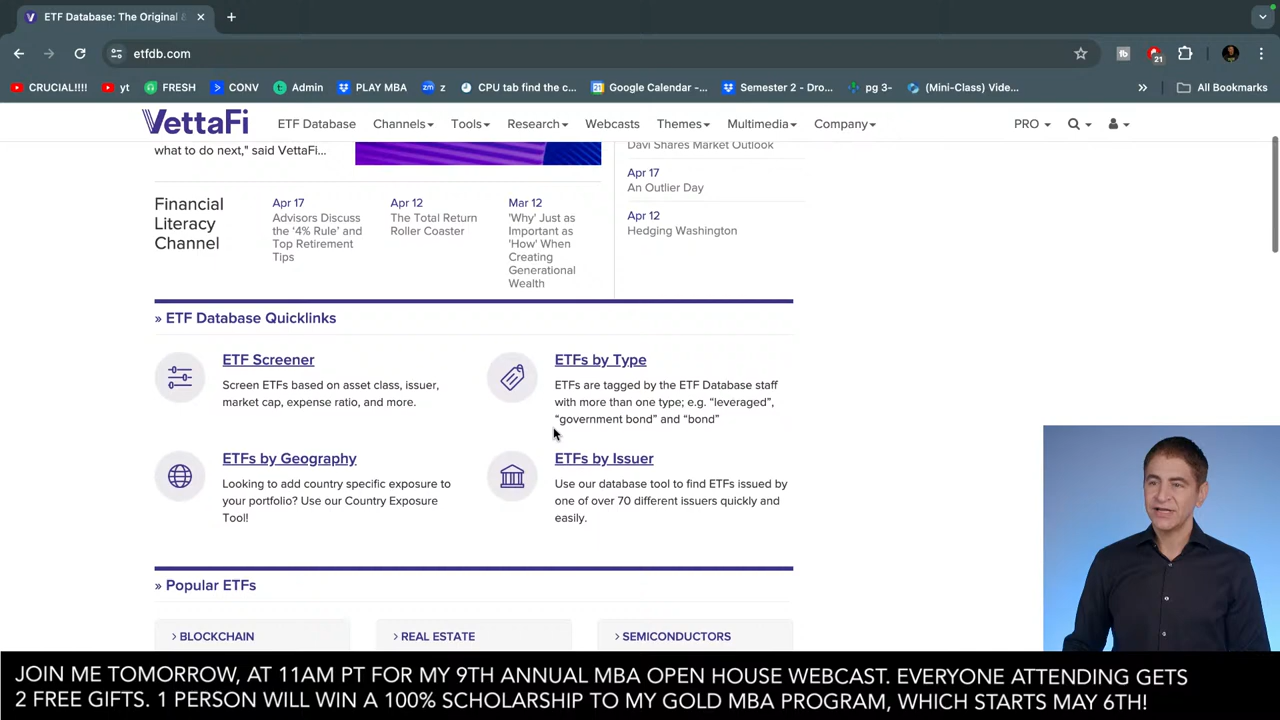 ETF Database: The Original &
etfdb.com
21
CRUCIAL!!!!
yt
FRESH
CONV
Admin
PLAY MBA
z
CPU tab find the c...
Google Calendar -...
Semester 2 - Dro...
pg 3-
(Mini-Class) Vide...
All Bookmarks
VettaFi
ETF Database
Channels
Tools
Research
Webcasts
Themes
Multimedia
Company
PRO
what to do next," said VettaFi...
Davi Shares Market Outlook
Apr 17
An Outlier Day
Apr 12
Hedging Washington
Financial
Literacy
Channel
Apr 17
Advisors Discuss
the '4% Rule' and
Top Retirement
Tips
Apr 12
The Total Return
Roller Coaster
Mar 12
'Why' Just as
Important as
'How' When
Creating
Generational
Wealth
» ETF Database Quicklinks
ETF Screener
Screen ETFs based on asset class, issuer,
market cap, expense ratio, and more.
ETFs by Type
ETFs are tagged by the ETF Database staff
with more than one type; e.g. “leveraged”,
“government bond” and “bond”
ETFs by Geography
Looking to add country specific exposure to
your portfolio? Use our Country Exposure
Tool!
ETFs by Issuer
Use our database tool to find ETFs issued by
one of over 70 different issuers quickly and
easily.
» Popular ETFs
> BLOCKCHAIN
> REAL ESTATE
> SEMICONDUCTORS
JOIN ME TOMORROW, AT 11AM PT FOR MY 9TH ANNUAL MBA OPEN HOUSE WEBCAST. EVERYONE ATTENDING GETS
2 FREE GIFTS. 1 PERSON WILL WIN A 100% SCHOLARSHIP TO MY GOLD MBA PROGRAM, WHICH STARTS MAY 6TH!